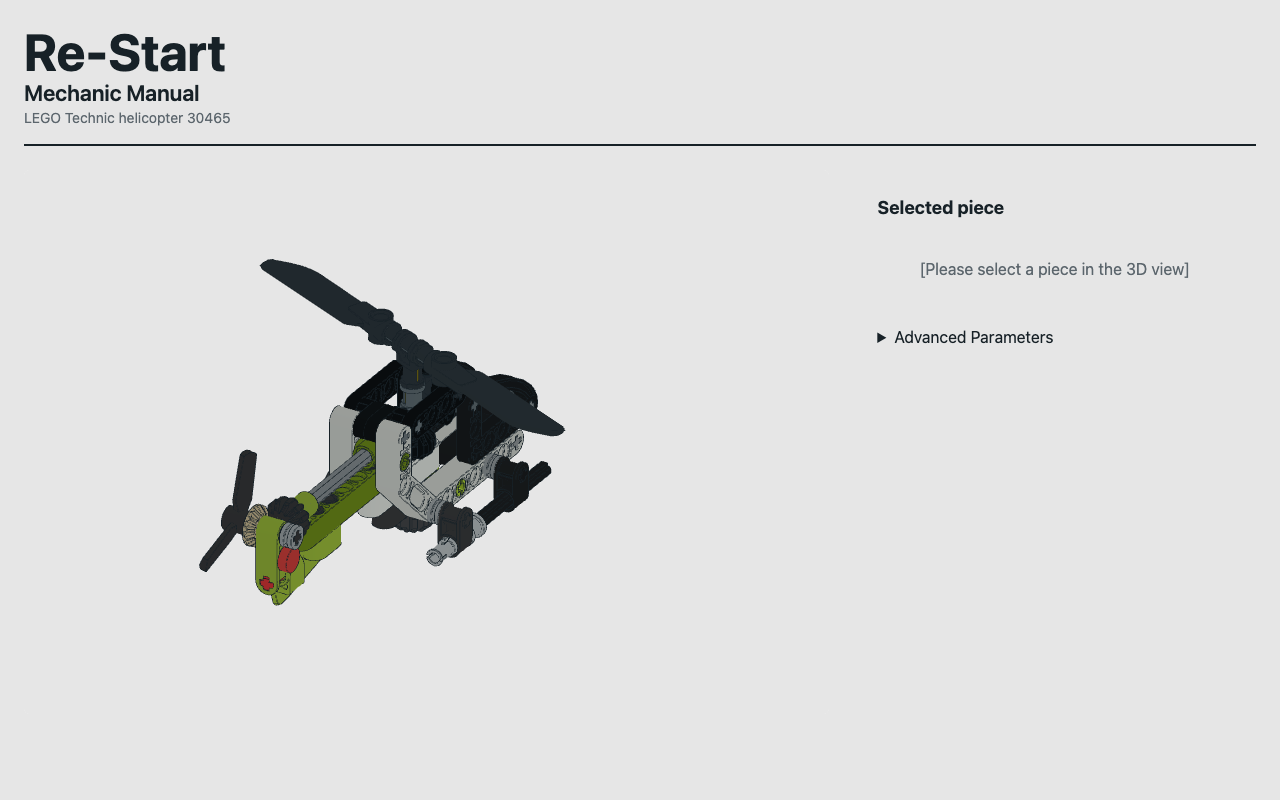 Re-Start
Mechanic Manual
LEGO Technic helicopter 30465
Selected piece
[Please select a piece in the 3D view]
Advanced Parameters